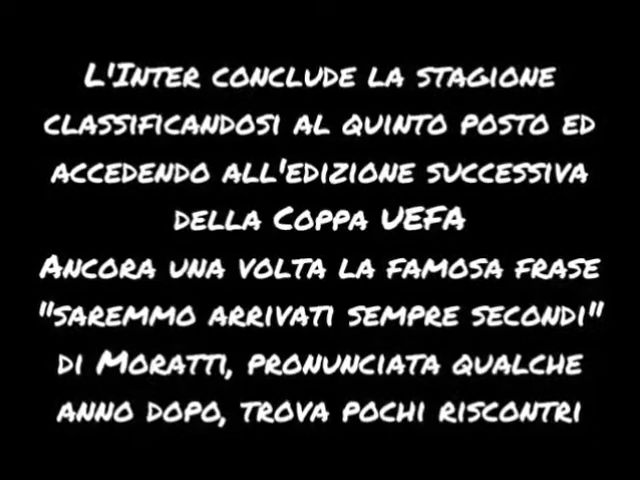 L'Inter conclude la stagione
classificandosi al quinto posto ed
accedendo all'edizione successiva
della Coppa UEFA
Ancora una volta la famosa frase
"saremmo arrivati sempre secondi"
di Moratti, pronunciata qualche
anno dopo, trova pochi riscontri